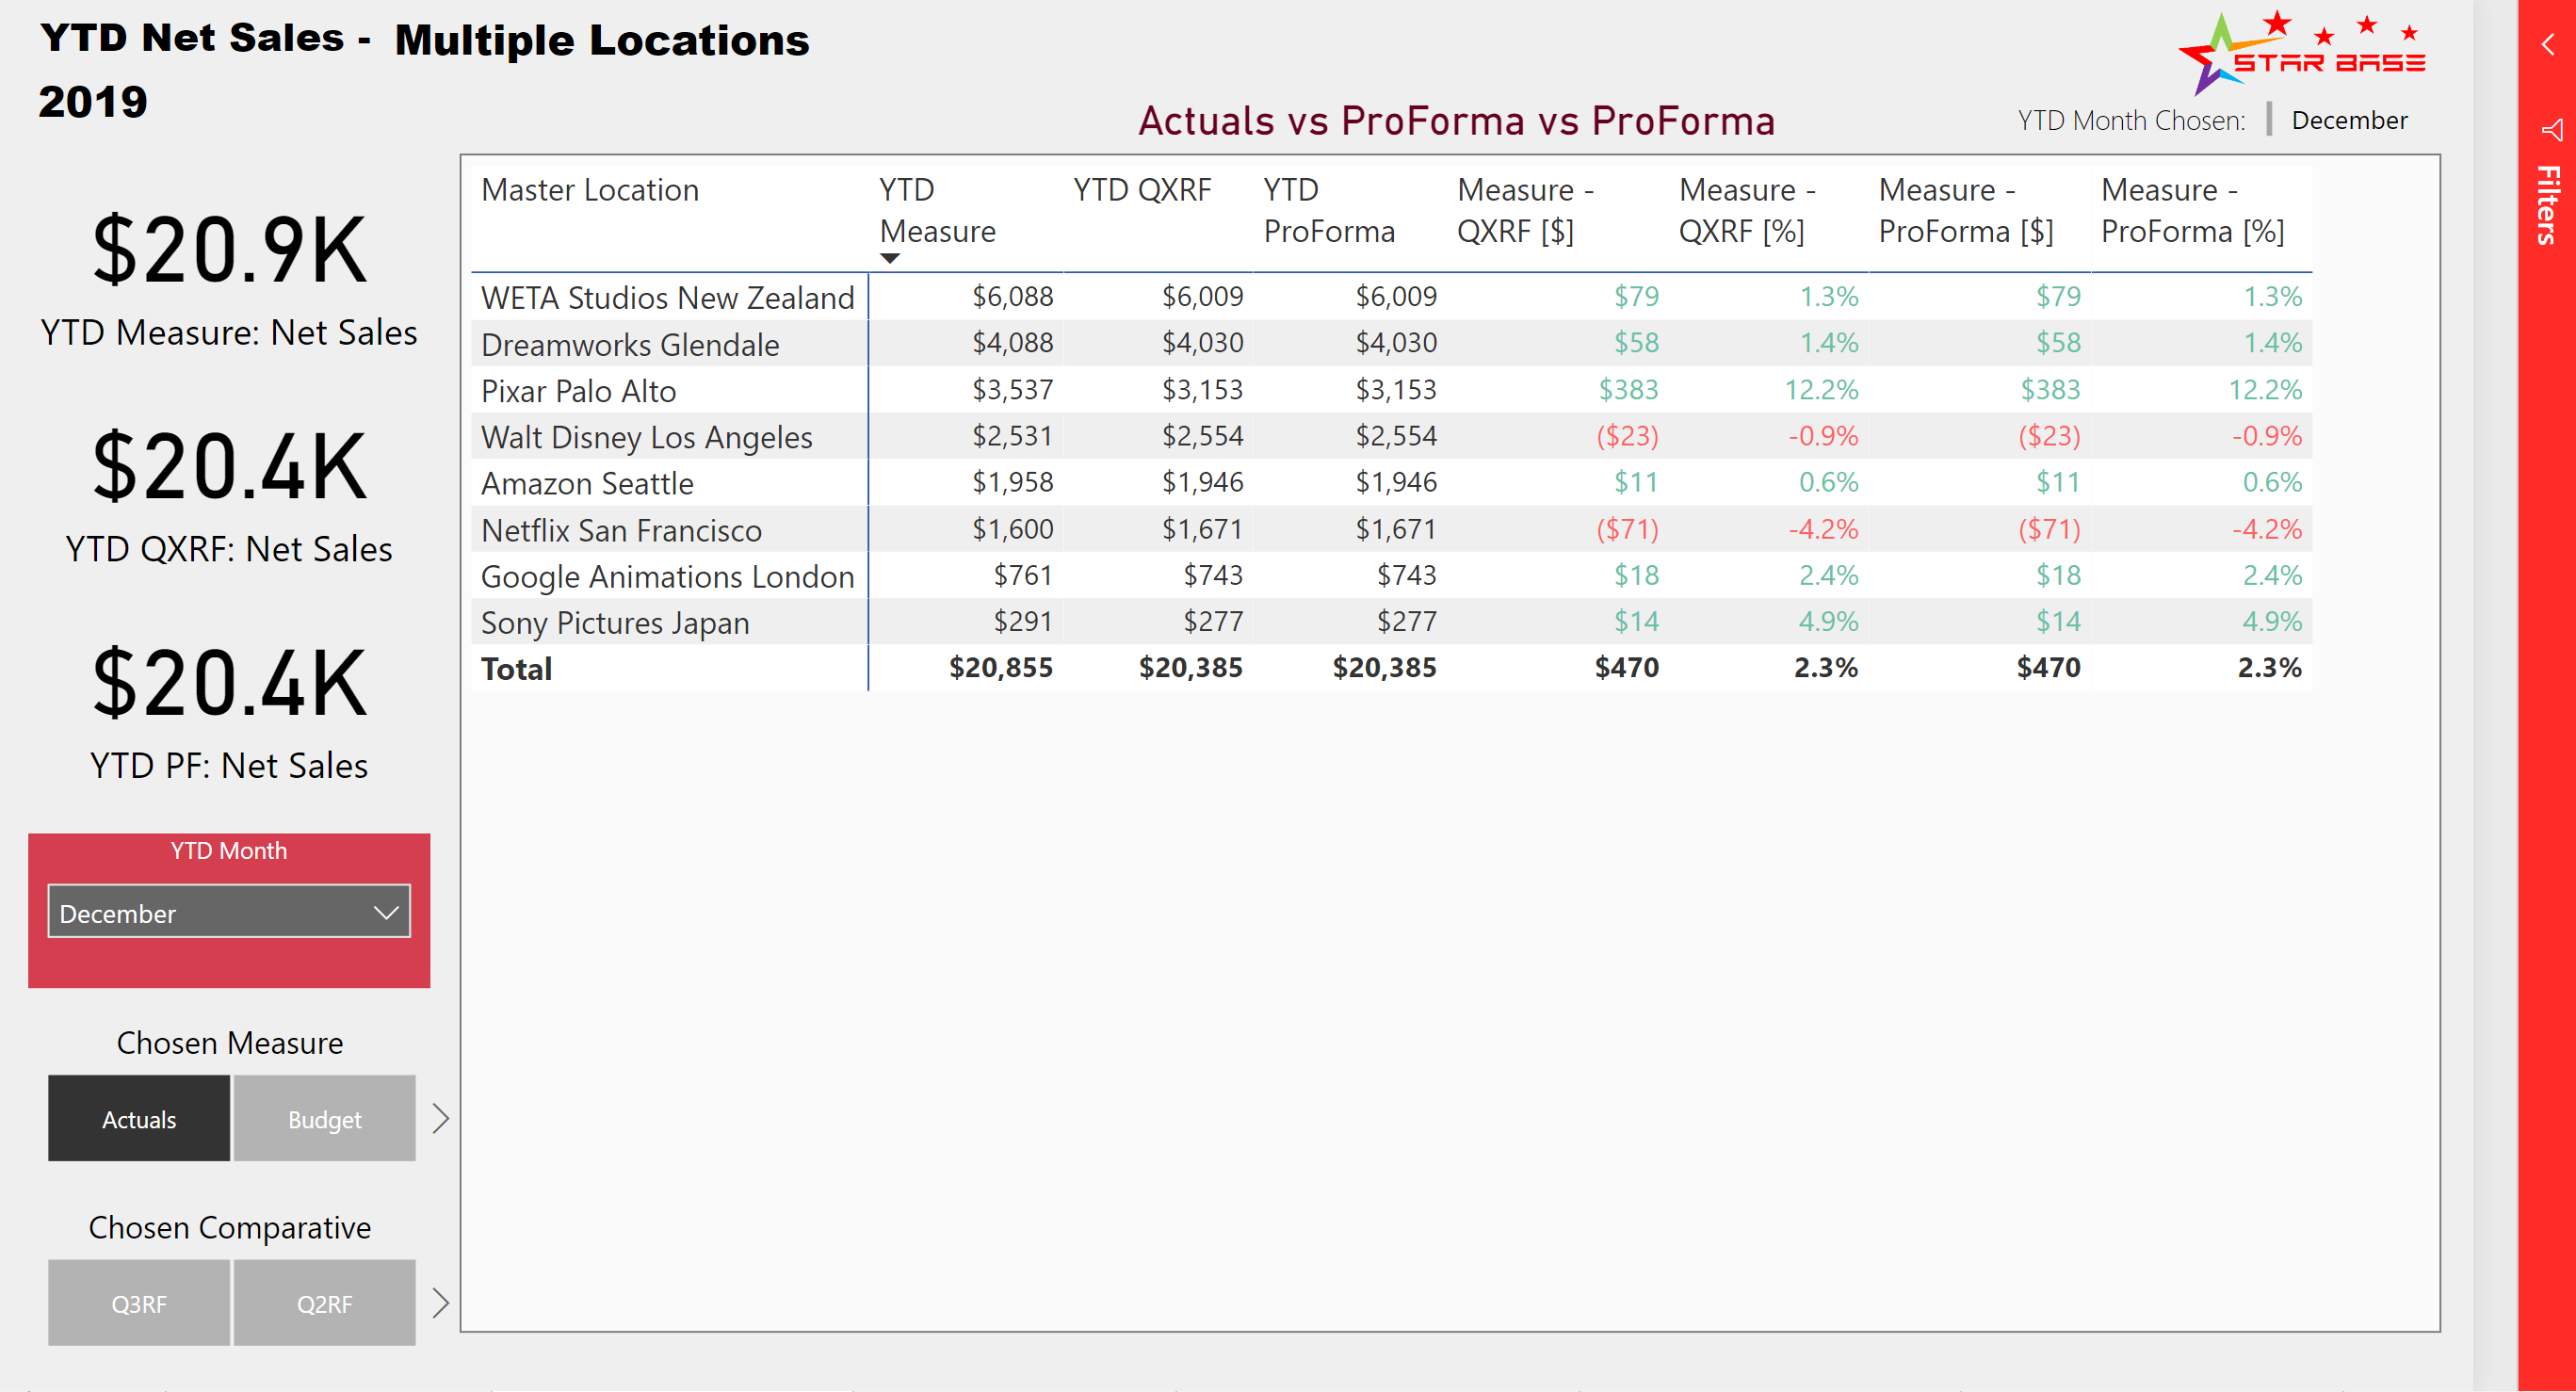 YTD Net Sales - Multiple Locations
2019
STAR BASE
Actuals vs ProForma vs ProForma
YTD Month Chosen: December
Filters
$20.9K
YTD Measure: Net Sales
$20.4K
YTD QXRF: Net Sales
$20.4K
YTD PF: Net Sales
YTD Month
December
Chosen Measure
Actuals Budget
Chosen Comparative
Q3RF Q2RF
Master Location YTD Measure YTD QXRF YTD ProForma Measure - QXRF [$] Measure - QXRF [%] Measure - ProForma [$] Measure - ProForma [%]
WETA Studios New Zealand $6,088 $6,009 $6,009 $79 1.3% $79 1.3%
Dreamworks Glendale $4,088 $4,030 $4,030 $58 1.4% $58 1.4%
Pixar Palo Alto $3,537 $3,153 $3,153 $383 12.2% $383 12.2%
Walt Disney Los Angeles $2,531 $2,554 $2,554 ($23) -0.9% ($23) -0.9%
Amazon Seattle $1,958 $1,946 $1,946 $11 0.6% $11 0.6%
Netflix San Francisco $1,600 $1,671 $1,671 ($71) -4.2% ($71) -4.2%
Google Animations London $761 $743 $743 $18 2.4% $18 2.4%
Sony Pictures Japan $291 $277 $277 $14 4.9% $14 4.9%
Total $20,855 $20,385 $20,385 $470 2.3% $470 2.3%